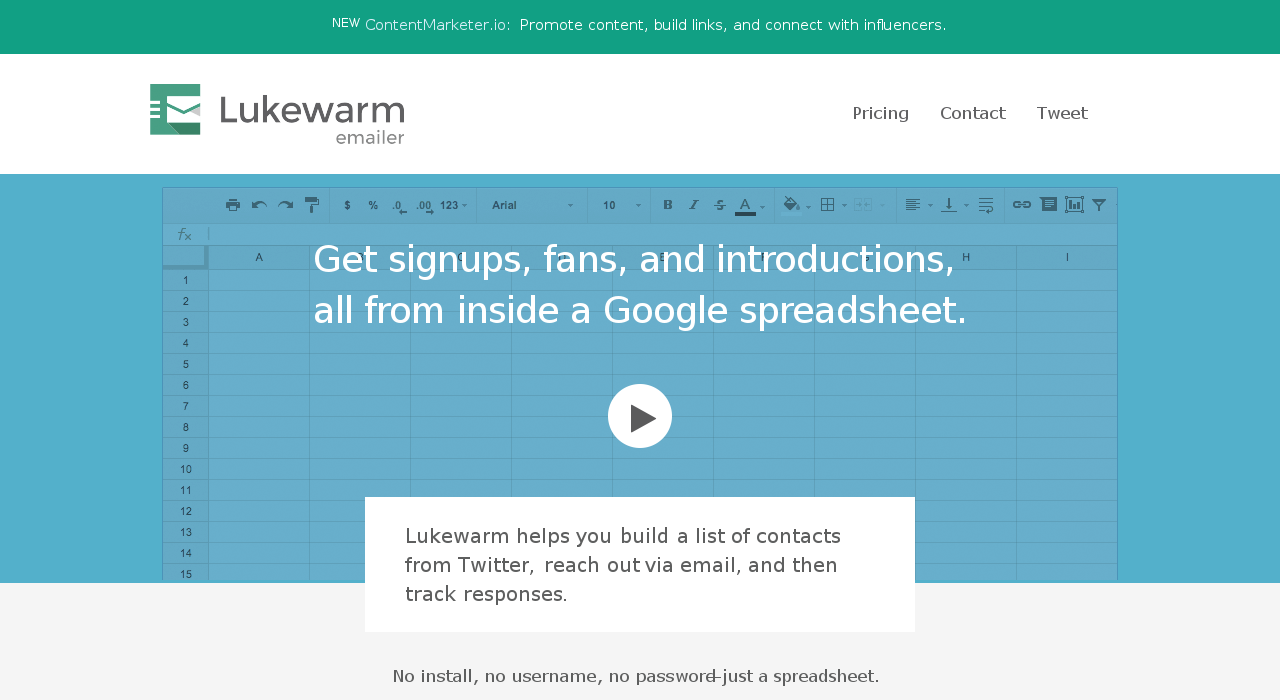 NEW ContentMarketer.io: Promote content, build links, and connect with influencers.
Lukewarm
emailer
Pricing Contact Tweet
$ % .0 .00 123 Arial 10 B I S A
fx
Get signups, fans, and introductions,
all from inside a Google spreadsheet.
A H I
1
2
3
4
5
6
7
8
9
10
11
12
13
14
15
Lukewarm helps you build a list of contacts
from Twitter, reach out via email, and then
track responses.
No install, no username, no password—just a spreadsheet.